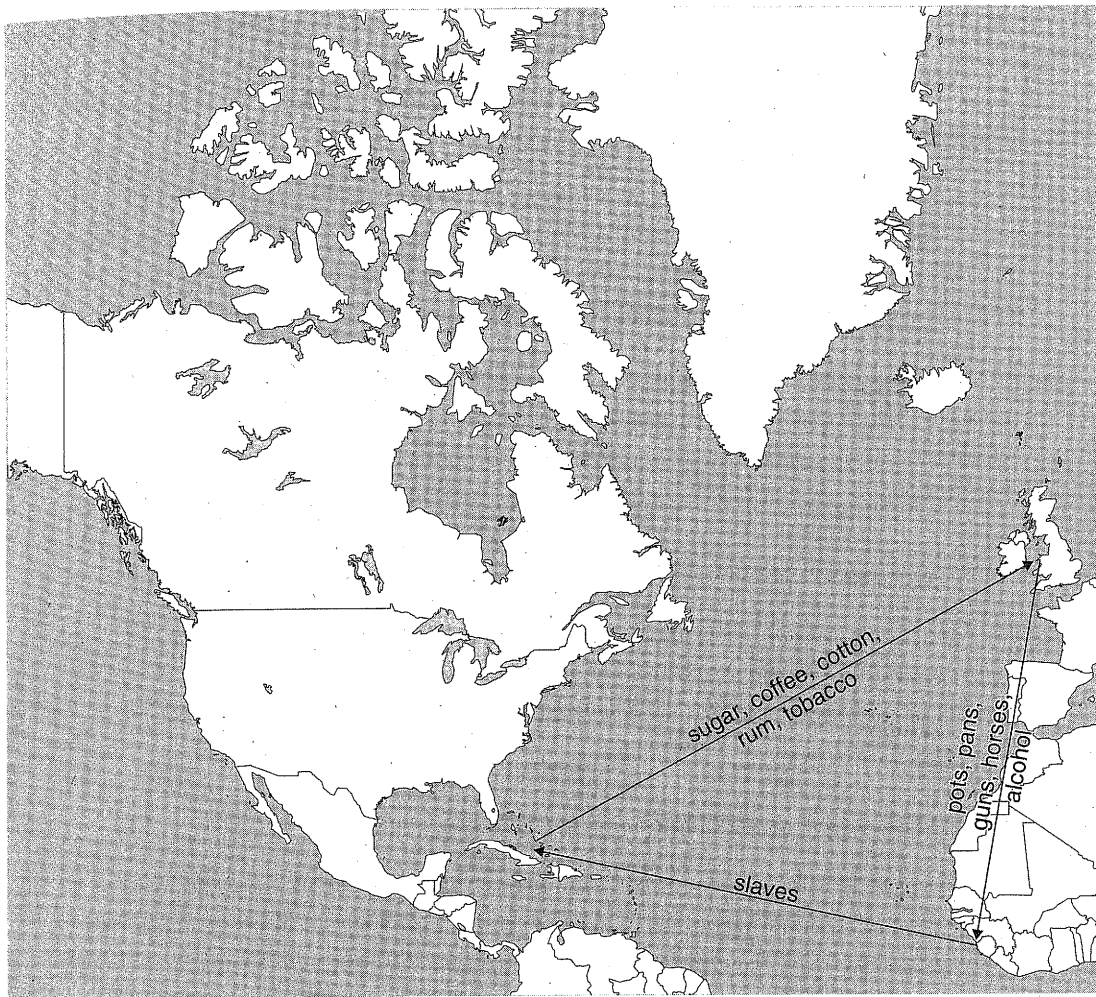 sugar, coffee, cotton,
rum, tobacco
pots, pans,
guns, horses,
alcohol
slaves